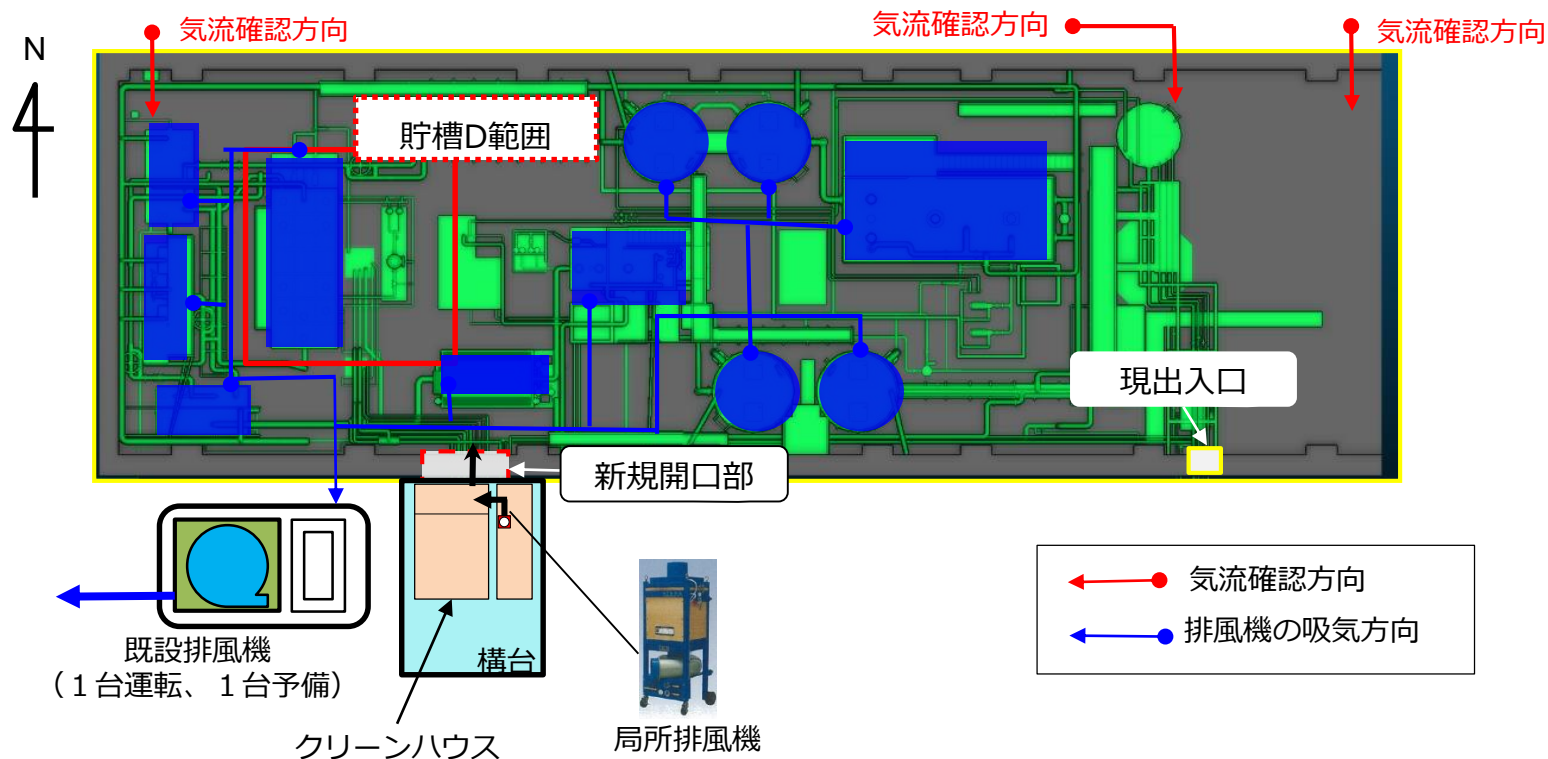 気流確認方向
気流確認方向
気流確認方向
N
貯槽D範囲
現出入口
新規開口部
気流確認方向
排風機の吸気方向
既設排風機
（１台運転、１台予備）
構台
クリーンハウス
局所排風機